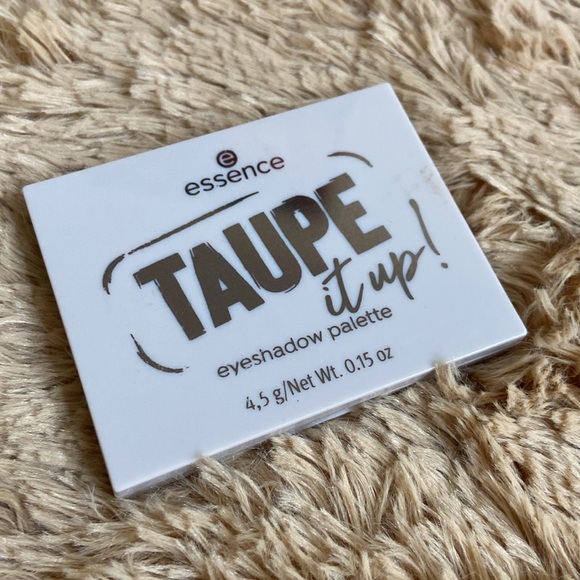 e
essence
TAUPE
it up!
eyeshadow palette
4,5 g/Net Wt. 0.15 oz